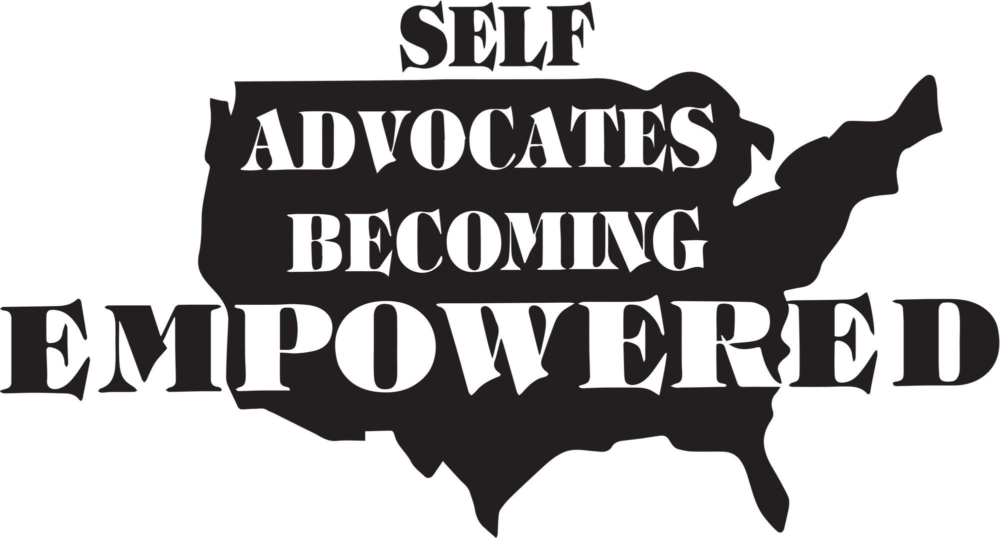 SELF
ADVOCATES
BECOMING
EMPOWERED